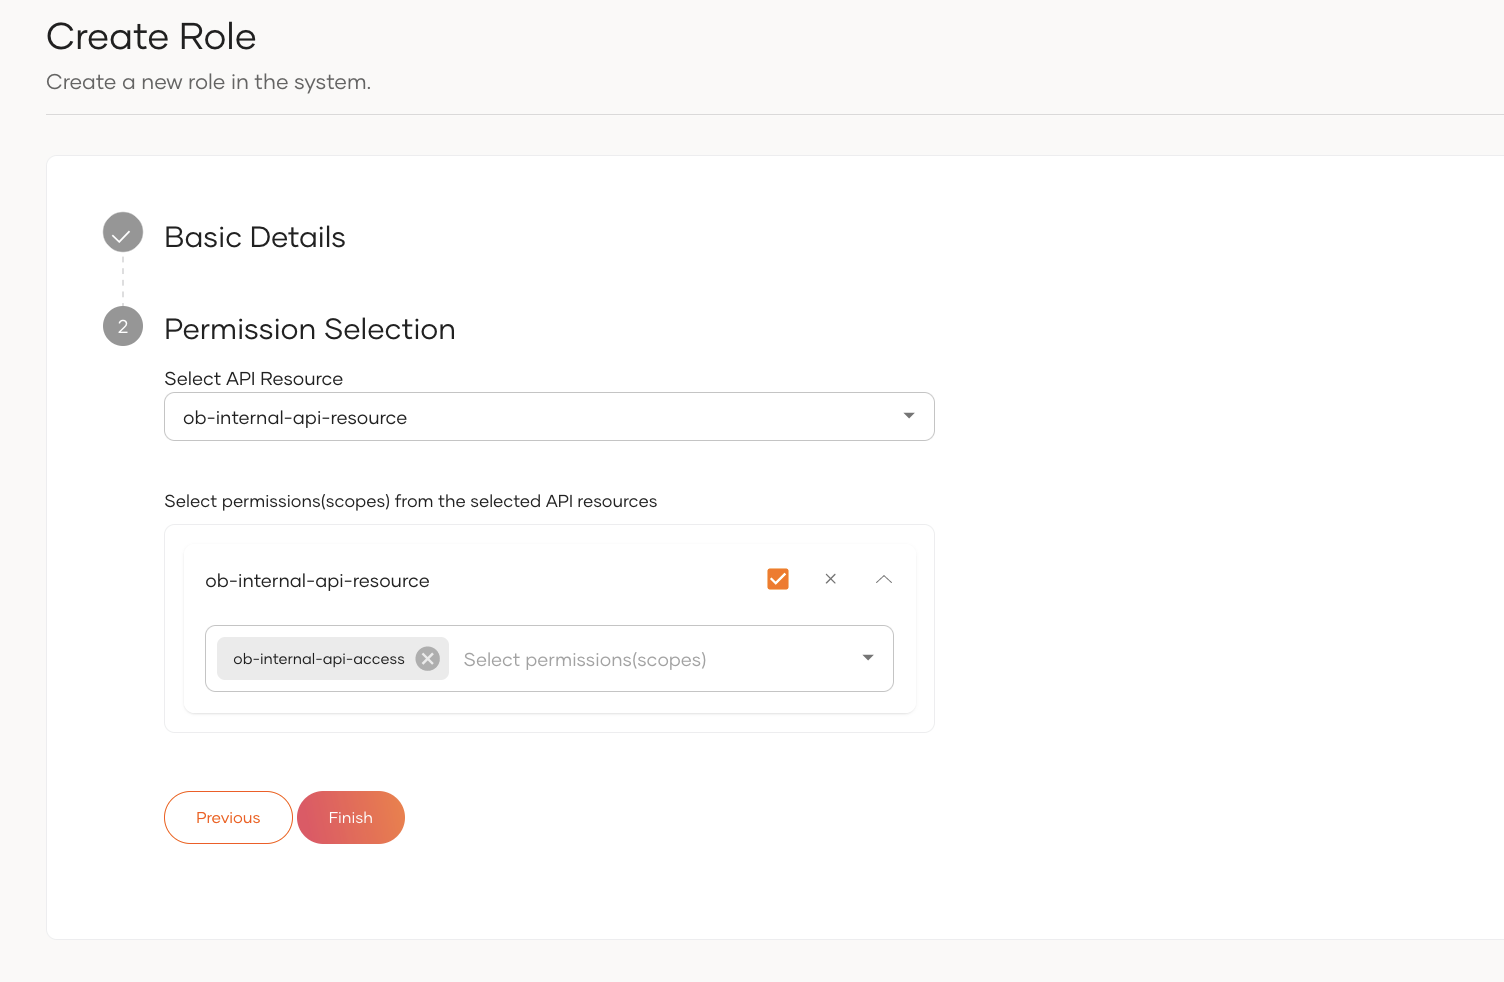 Create Role
Create a new role in the system.
Basic Details
2
Permission Selection
Select API Resource
ob-internal-api-resource
Select permissions(scopes) from the selected API resources
ob-internal-api-resource
ob-internal-api-access
Select permissions(scopes)
Previous
Finish